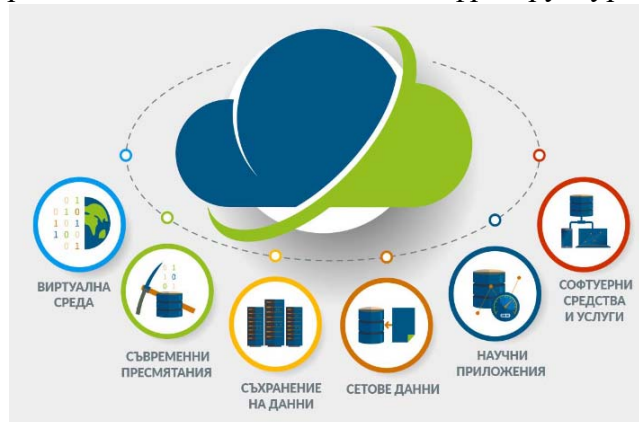 ВИРТУАЛНА
СРЕДА
СЪВРЕМЕННИ
ПРЕСМЯТАНИЯ
СЪХРАНЕНИЕ
НА ДАННИ
СЕТОВЕ ДАННИ
НАУЧНИ
ПРИЛОЖЕНИЯ
СОФТУЕРНИ
СРЕДСТВА
И УСЛУГИ